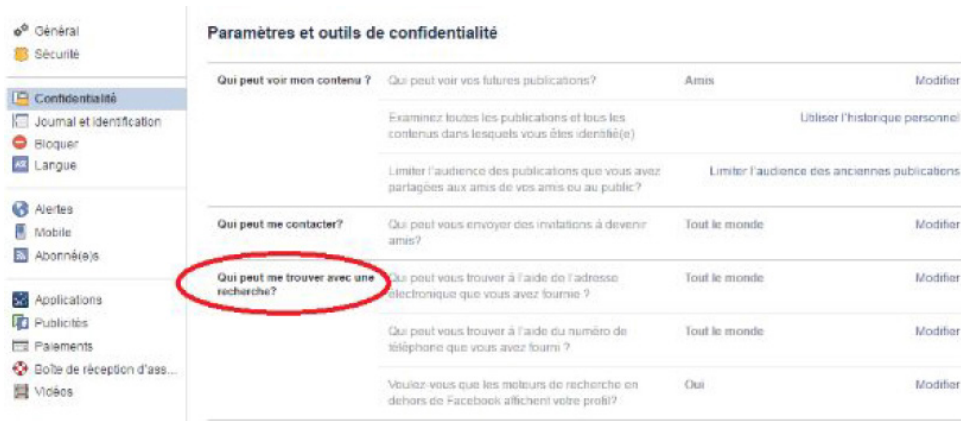 Général
Sécurité
Confidentialité
Journal et identification
Bloquer
Langue
Alertes
Mobile
Abonné(e)s
Applications
Publicités
Paiements
Boîte de réception d'ass...
Vidéos
Paramètres et outils de confidentialité
Qui peut voir mon contenu ?
Qui peut voir vos futures publications?
Amis
Modifier
Examinez toutes les publications et tous les
contenus dans lesquels vous êtes identifié(e)
Utiliser l'historique personnel
Limiter l'audience des publications que vous avez
partagées aux amis de vos amis ou au public?
Limiter l'audience des anciennes publications
Qui peut me contacter?
Qui peut vous envoyer des invitations à devenir
amis?
Tout le monde
Modifier
Qui peut me trouver avec une
recherche?
Qui peut vous trouver à l'aide de l'adresse
électronique que vous avez fournie ?
Tout le monde
Modifier
Qui peut vous trouver à l'aide du numéro de
téléphone que vous avez fourni ?
Tout le monde
Modifier
Voulez-vous que les moteurs de recherche en
dehors de Facebook affichent votre profil?
Oui
Modifier